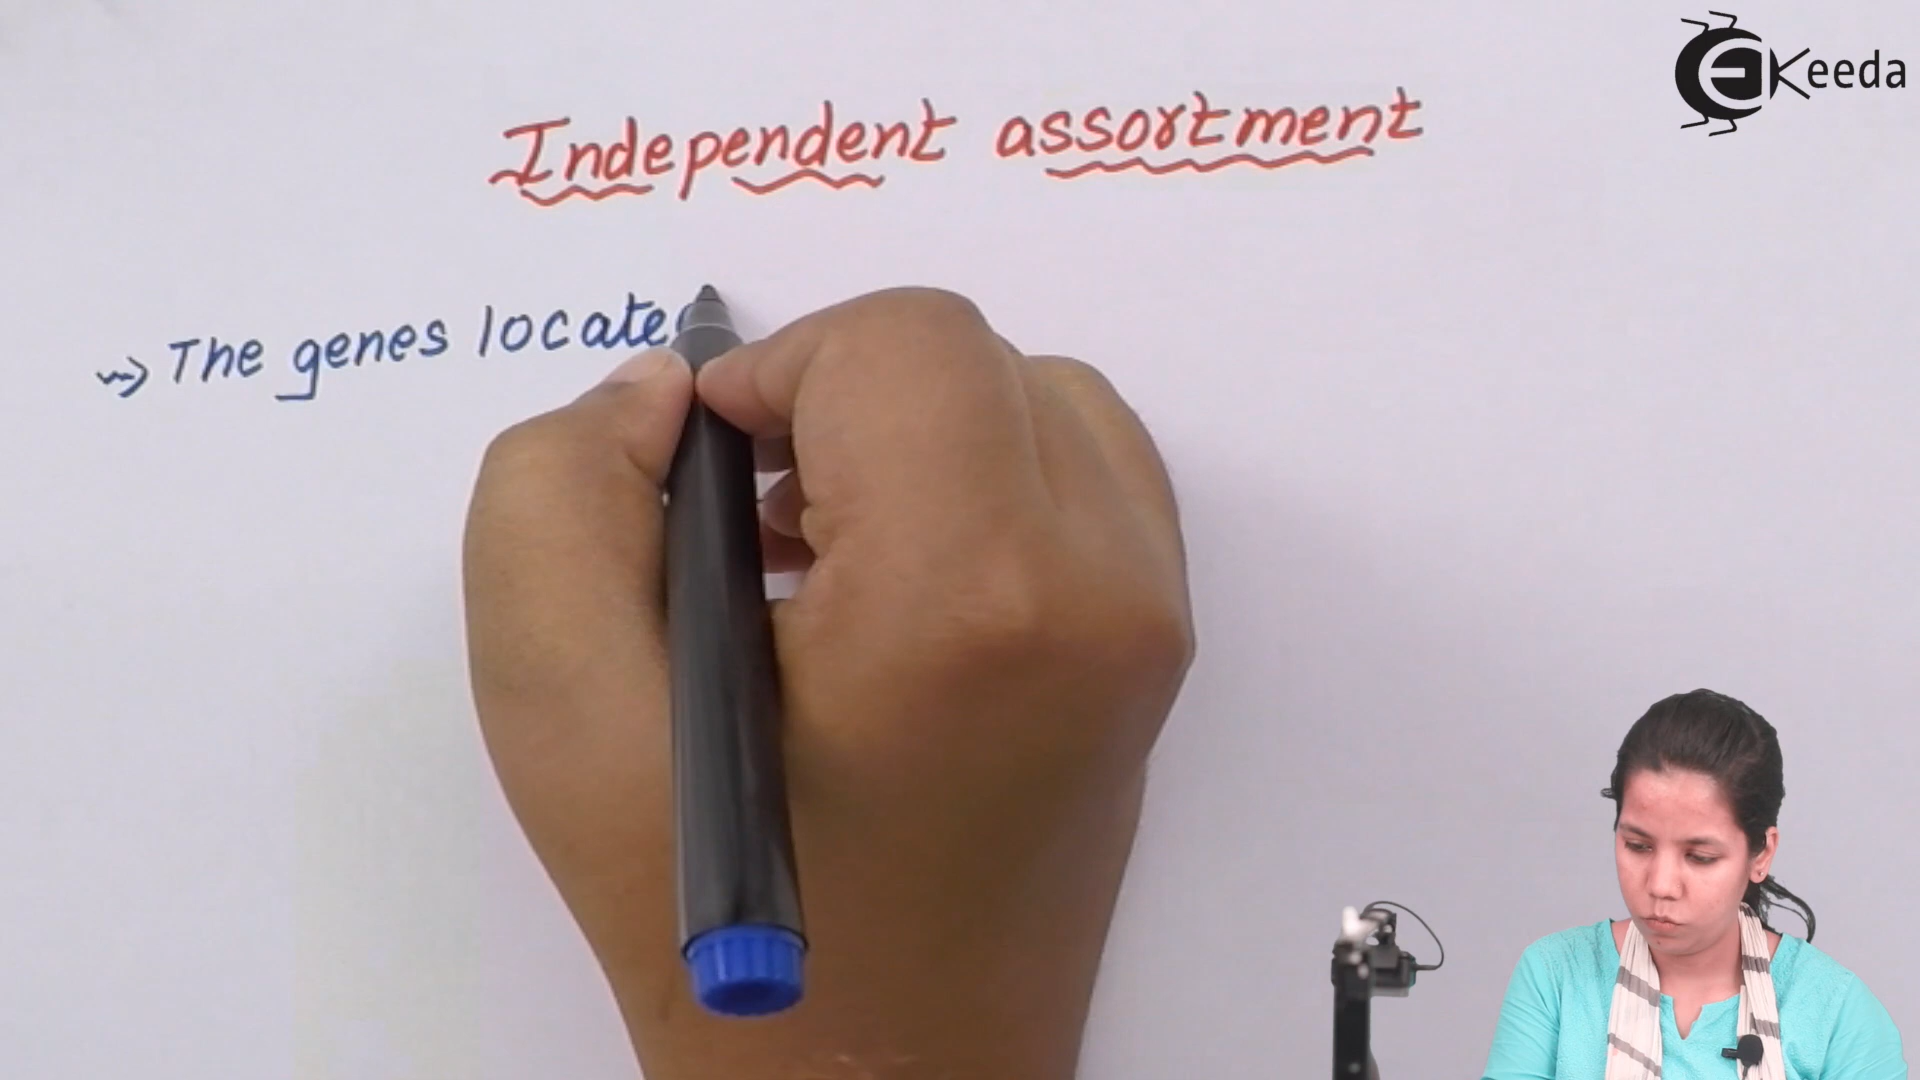 EKeeda
Independent assortment
The genes locate